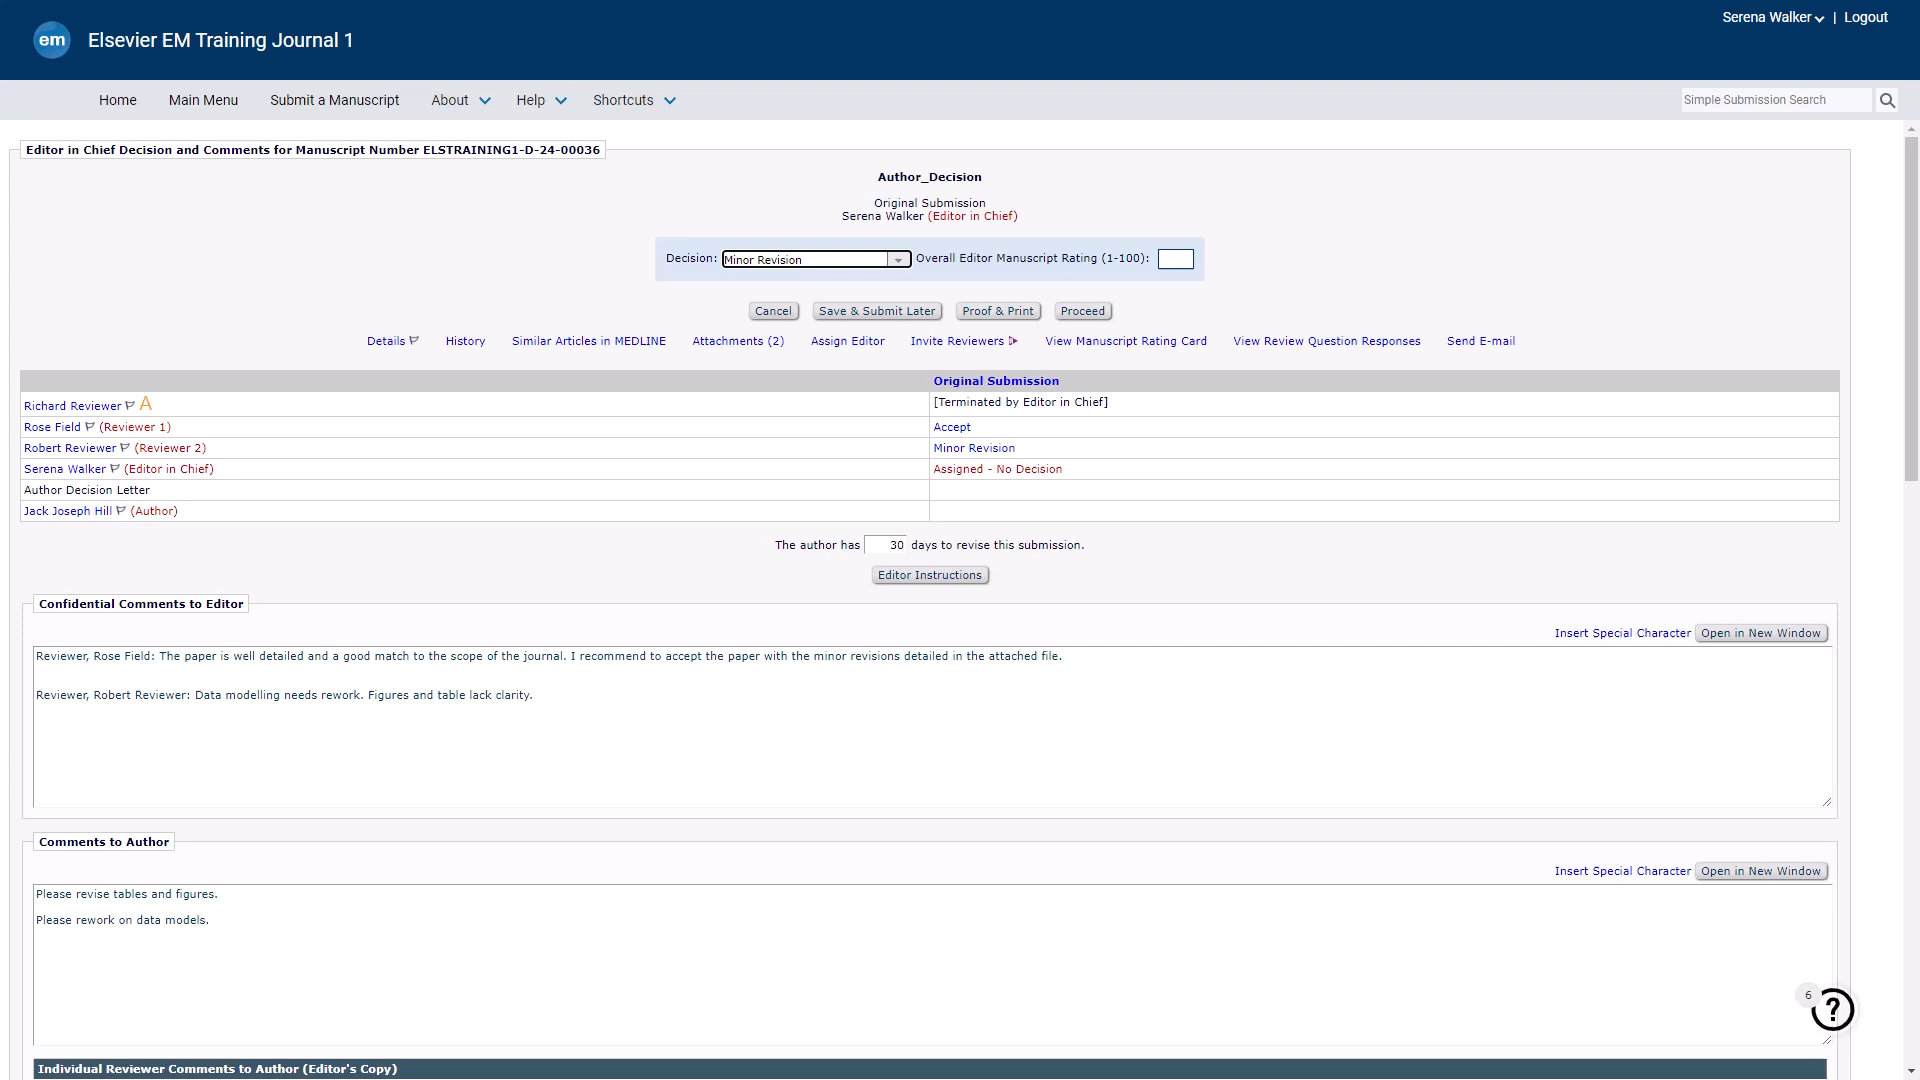 Serena Walker | Logout
em Elsevier EM Training Journal 1
Home Main Menu Submit a Manuscript About Help Shortcuts Simple Submission Search
Editor in Chief Decision and Comments for Manuscript Number ELSTRAINING1-D-24-00036
Author_Decision
Original Submission
Serena Walker (Editor in Chief)
Decision: Minor Revision Overall Editor Manuscript Rating (1-100):
Cancel Save & Submit Later Proof & Print Proceed
Details History Similar Articles in MEDLINE Attachments (2) Assign Editor Invite Reviewers View Manuscript Rating Card View Review Question Responses Send E-mail
Original Submission
Richard Reviewer A [Terminated by Editor in Chief]
Rose Field (Reviewer 1) Accept
Robert Reviewer (Reviewer 2) Minor Revision
Serena Walker (Editor in Chief) Assigned - No Decision
Author Decision Letter
Jack Joseph Hill (Author)
The author has 30 days to revise this submission.
Editor Instructions
Confidential Comments to Editor
Insert Special Character Open in New Window
Reviewer, Rose Field: The paper is well detailed and a good match to the scope of the journal. I recommend to accept the paper with the minor revisions detailed in the attached file.
Reviewer, Robert Reviewer: Data modelling needs rework. Figures and table lack clarity.
Comments to Author
Insert Special Character Open in New Window
Please revise tables and figures.
Please rework on data models.
6 ?
Individual Reviewer Comments to Author (Editor's Copy)